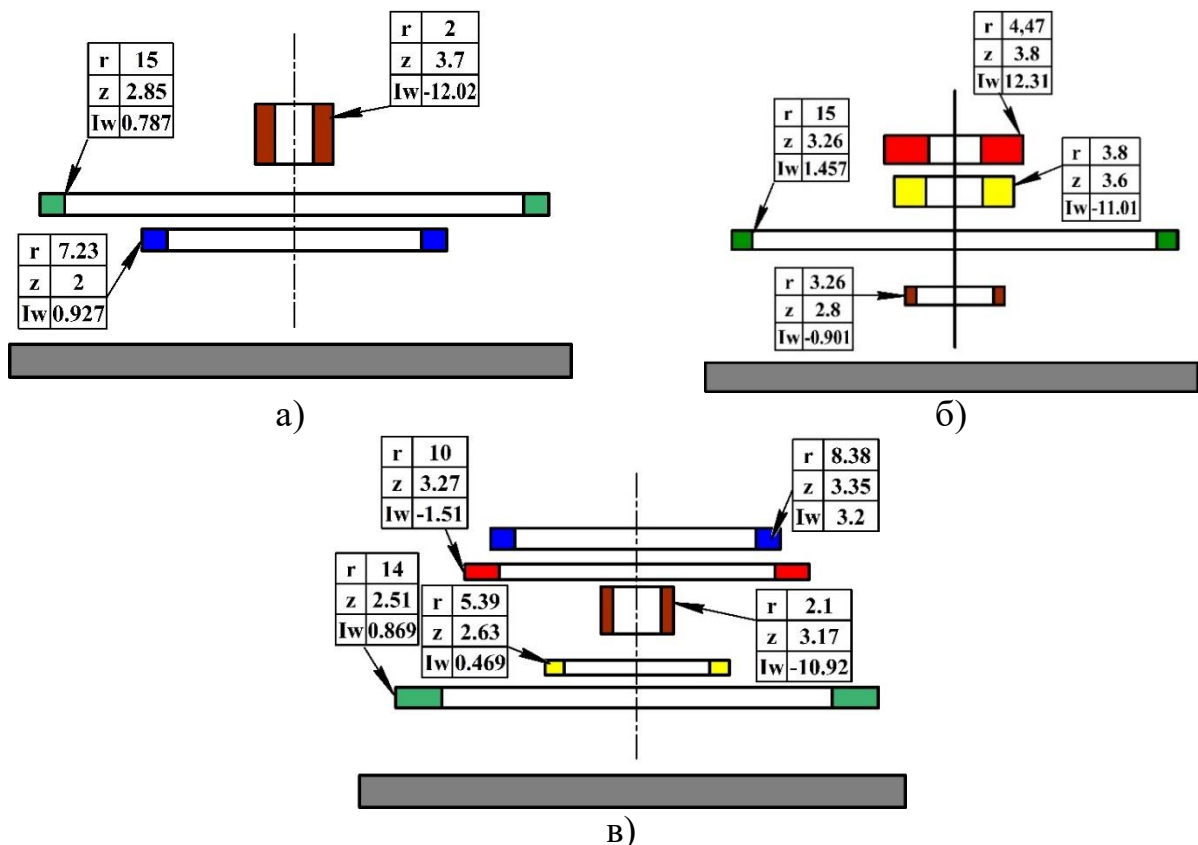 r 15
z 2.85
Iw 0.787
r 2
z 3.7
Iw -12.02
r 7.23
z 2
Iw 0.927
а)
r 4,47
z 3.8
Iw 12.31
r 15
z 3.26
Iw 1.457
r 3.8
z 3.6
Iw -11.01
r 3.26
z 2.8
Iw -0.901
б)
r 10
z 3.27
Iw -1.51
r 8.38
z 3.35
Iw 3.2
r 14
z 2.51
Iw 0.869
r 5.39
z 2.63
Iw 0.469
r 2.1
z 3.17
Iw -10.92
в)